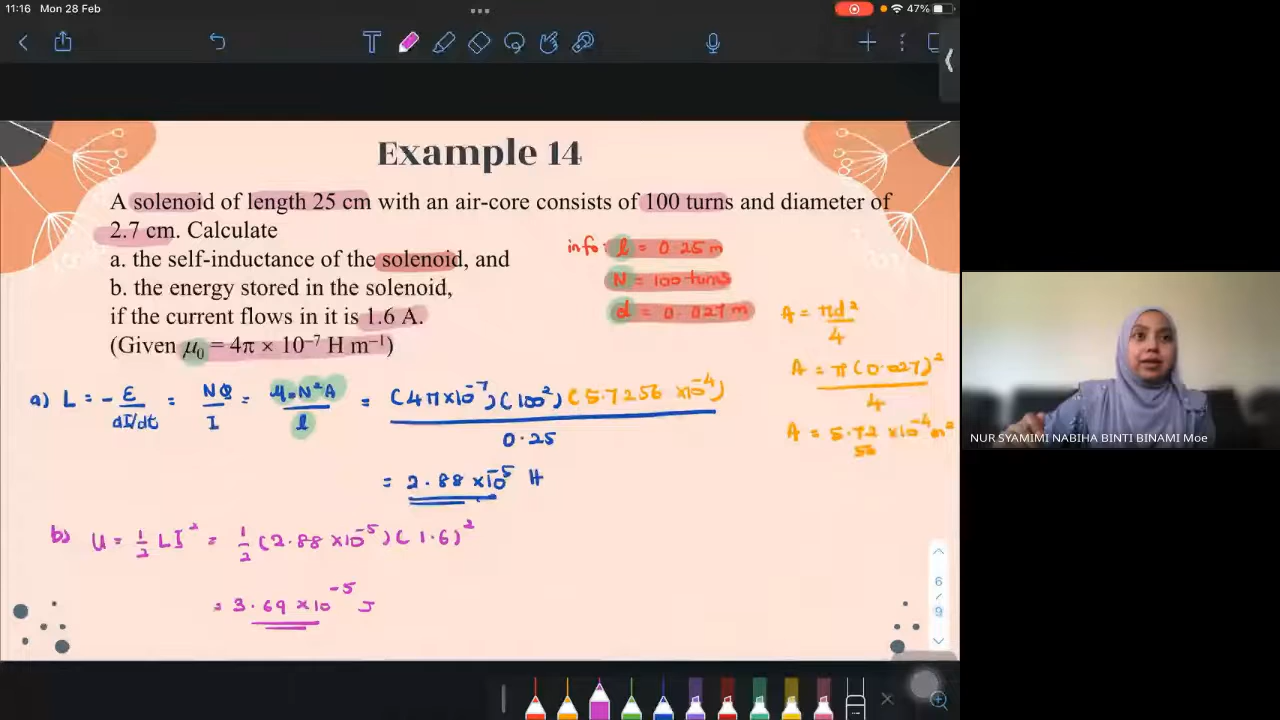 11:16 Mon 28 Feb
47%
Example 14
A solenoid of length 25 cm with an air-core consists of 100 turns and diameter of
2.7 cm. Calculate
a. the self-inductance of the solenoid, and
b. the energy stored in the solenoid,
if the current flows in it is 1.6 A.
(Given μ₀ = 4π × 10⁻⁷ H m⁻¹)
info: l = 0.25 m
N = 100 turns
d = 0.027 m
A = πd²/4
A = π(0.027)²/4
A = 5.7256 × 10⁻⁴ m²
a) L = - ε/(dI/dt) = NΦ/I = μ₀N²A/l = (4π×10⁻⁷)(100²)(5.7256 ×10⁻⁴)/0.25
= 2.88 ×10⁻⁵ H
b) U = ½ LI² = ½ (2.88 ×10⁻⁵)(1.6)²
= 3.69 ×10⁻⁵ J
6
/
9
NUR SYAMIMI NABIHA BINTI BINAMI Moe